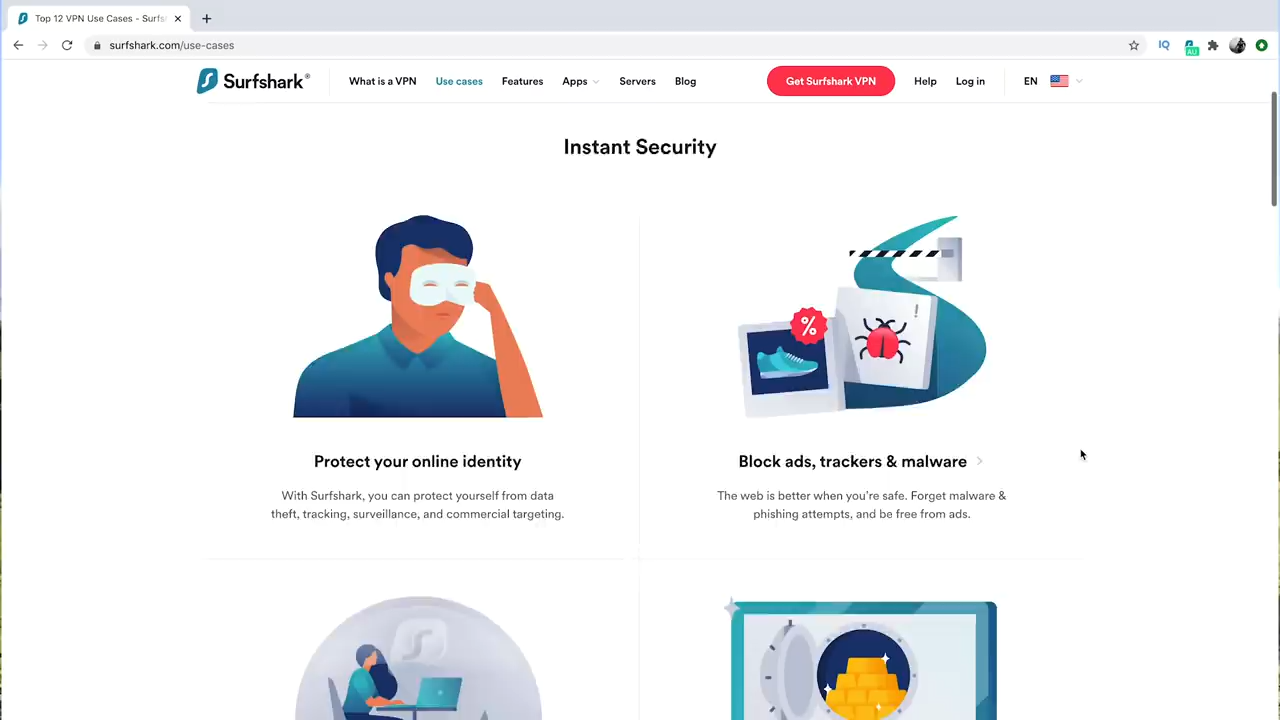 Top 12 VPN Use Cases - Surfs
surfshark.com/use-cases
IQ
AU
Surfshark®
What is a VPN
Use cases
Features
Apps
Servers
Blog
Get Surfshark VPN
Help
Log in
EN
Instant Security
%
!
Protect your online identity
Block ads, trackers & malware
With Surfshark, you can protect yourself from data
theft, tracking, surveillance, and commercial targeting.
The web is better when you're safe. Forget malware &
phishing attempts, and be free from ads.